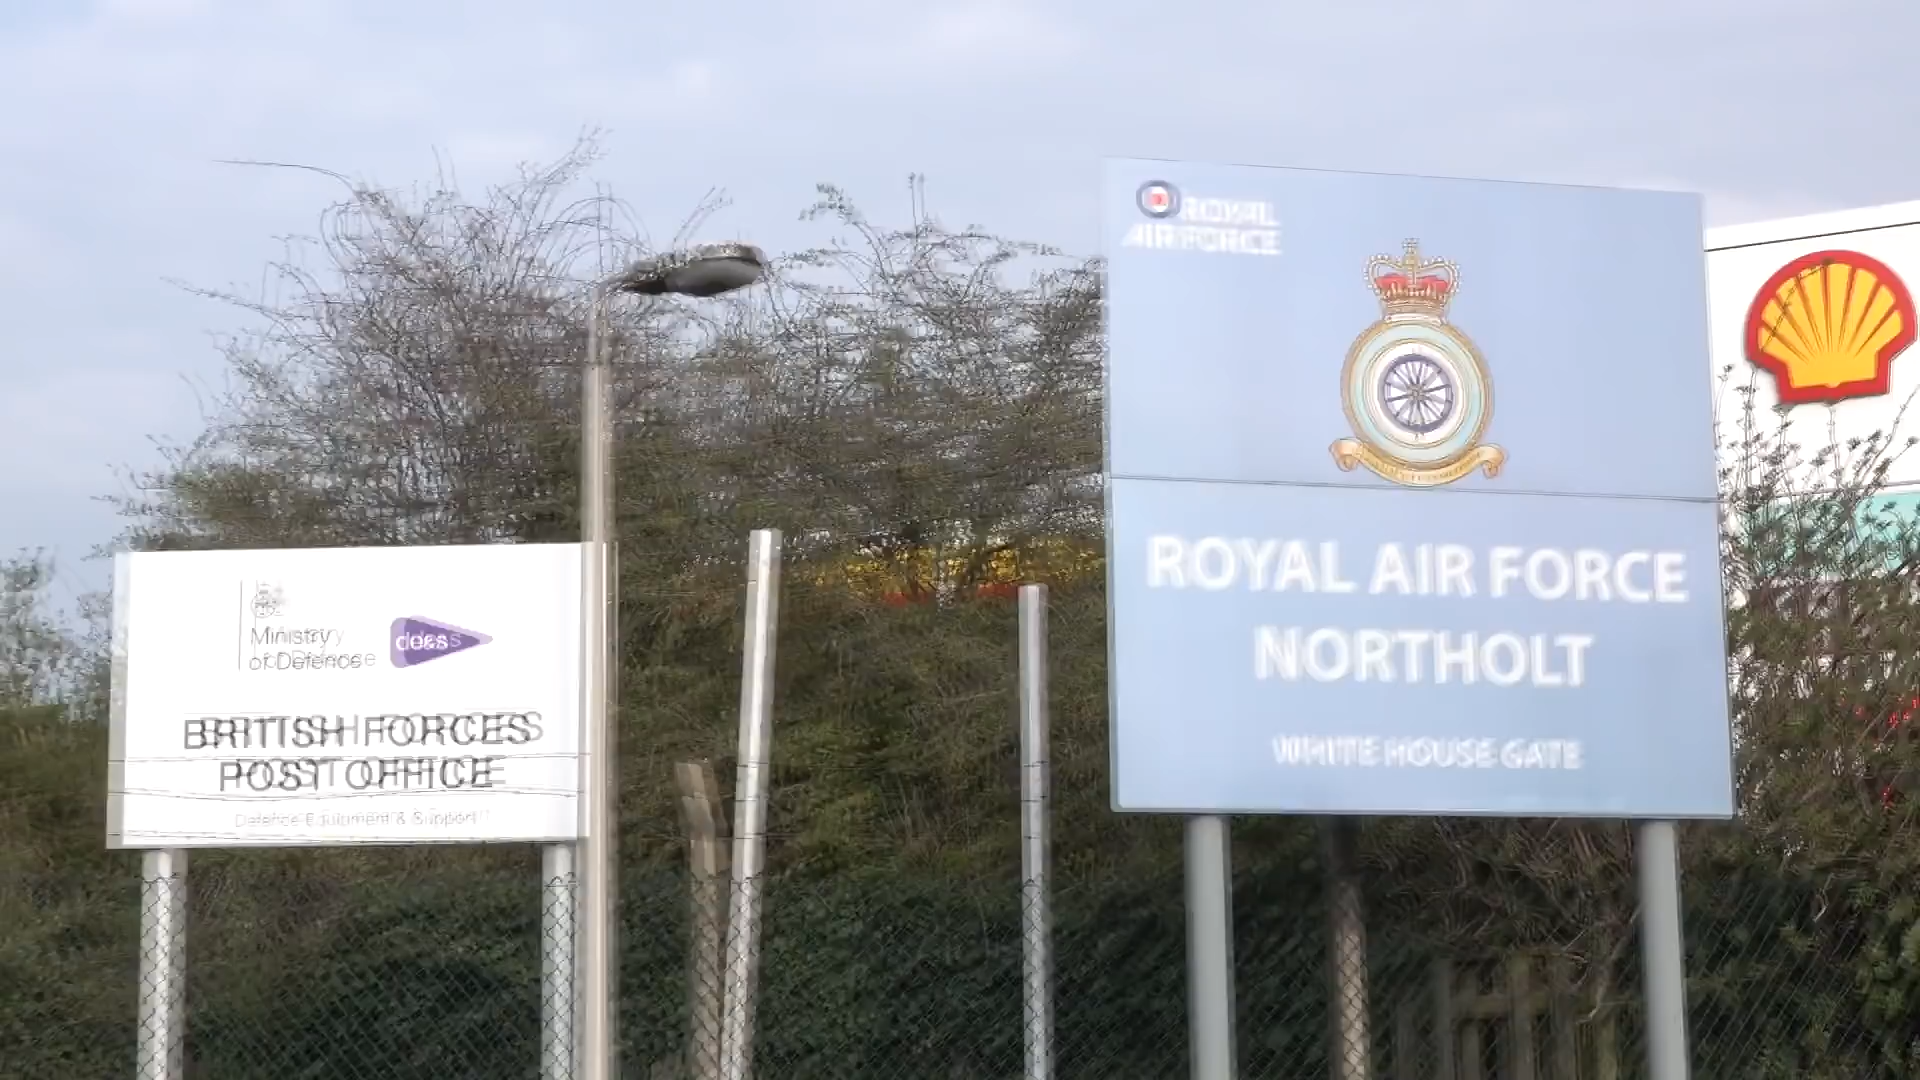 Ministry
of Defence
de&s
BRITISH FORCES
POST OFFICE
Defence Equipment & Support
ROYAL
AIR FORCE
ROYAL AIR FORCE
NORTHOLT
WHITE HOUSE GATE